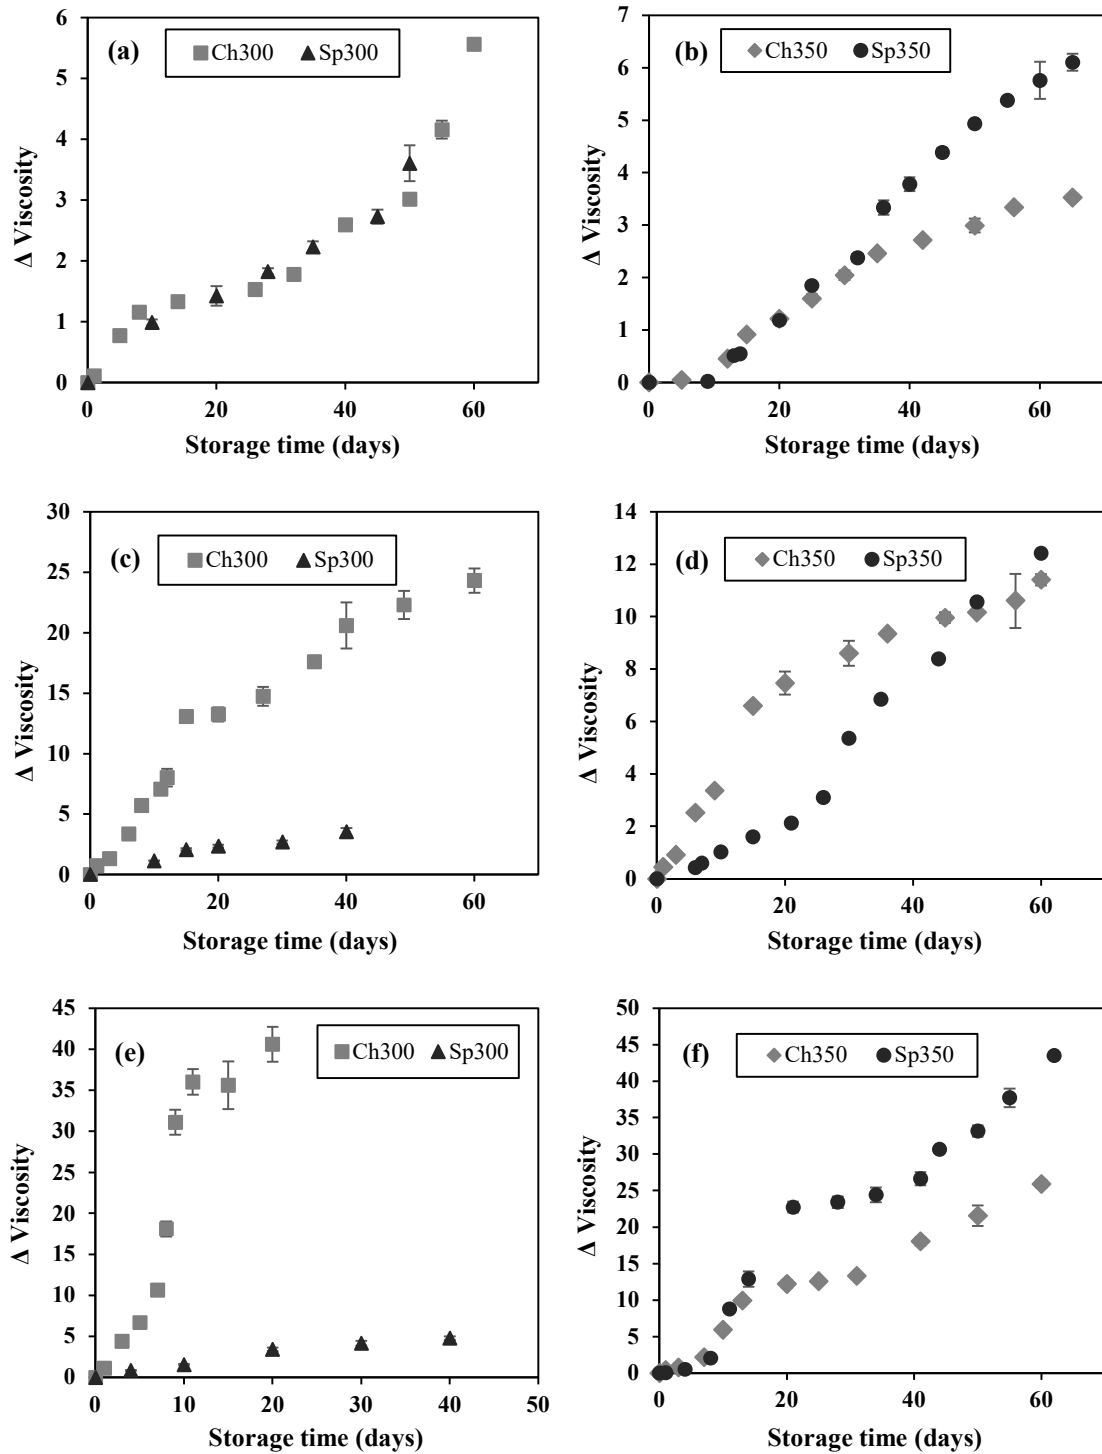 (a)
Ch300 Sp300
6
5
4
3
2
1
0
Δ Viscosity
0 20 40 60
Storage time (days)
(b)
Ch350 Sp350
7
6
5
4
3
2
1
0
Δ Viscosity
0 20 40 60
Storage time (days)
(c)
Ch300 Sp300
30
25
20
15
10
5
0
Δ Viscosity
0 20 40 60
Storage time (days)
(d)
Ch350 Sp350
14
12
10
8
6
4
2
0
Δ Viscosity
0 20 40 60
Storage time (days)
(e)
Ch300 Sp300
45
40
35
30
25
20
15
10
5
0
Δ Viscosity
0 10 20 30 40 50
Storage time (days)
(f)
Ch350 Sp350
50
45
40
35
30
25
20
15
10
5
0
Δ Viscosity
0 20 40 60
Storage time (days)